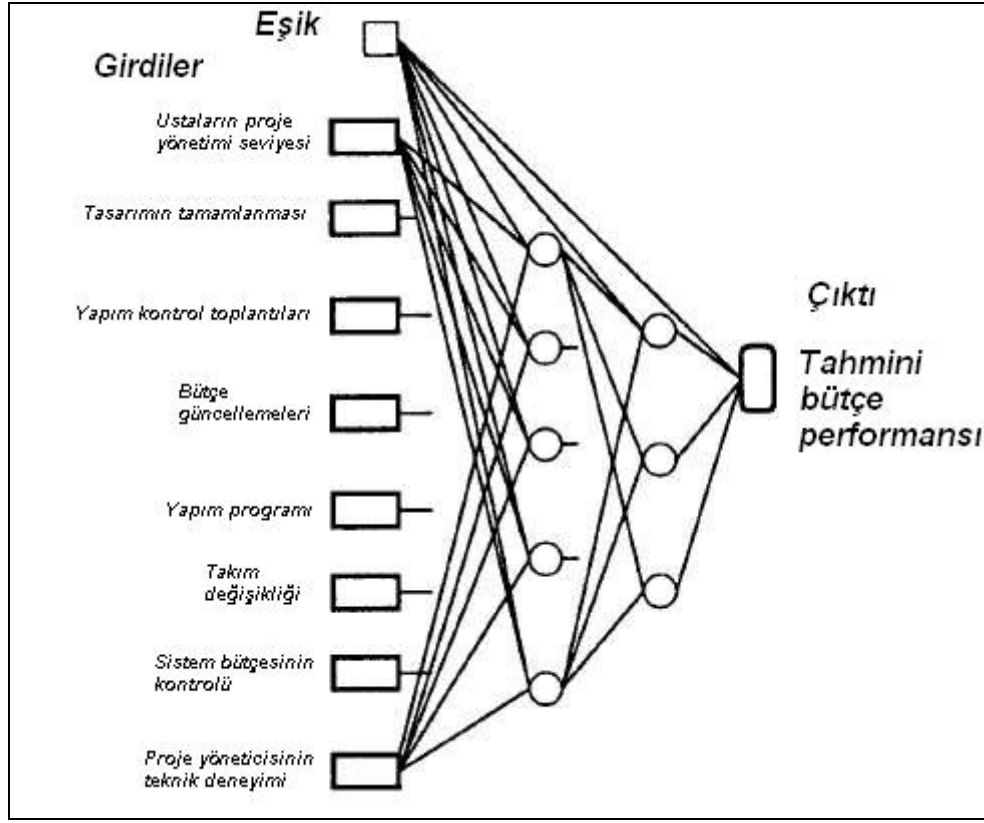 Eşik
Girdiler
Ustaların proje
yönetimi seviyesi
Tasarımın tamamlanması
Yapım kontrol toplantıları
Bütçe
güncellemeleri
Yapım programı
Takım
değişikliği
Sistem bütçesinin
kontrolü
Proje yöneticisinin
teknik deneyimi
Çıktı
Tahmini
bütçe
performansı